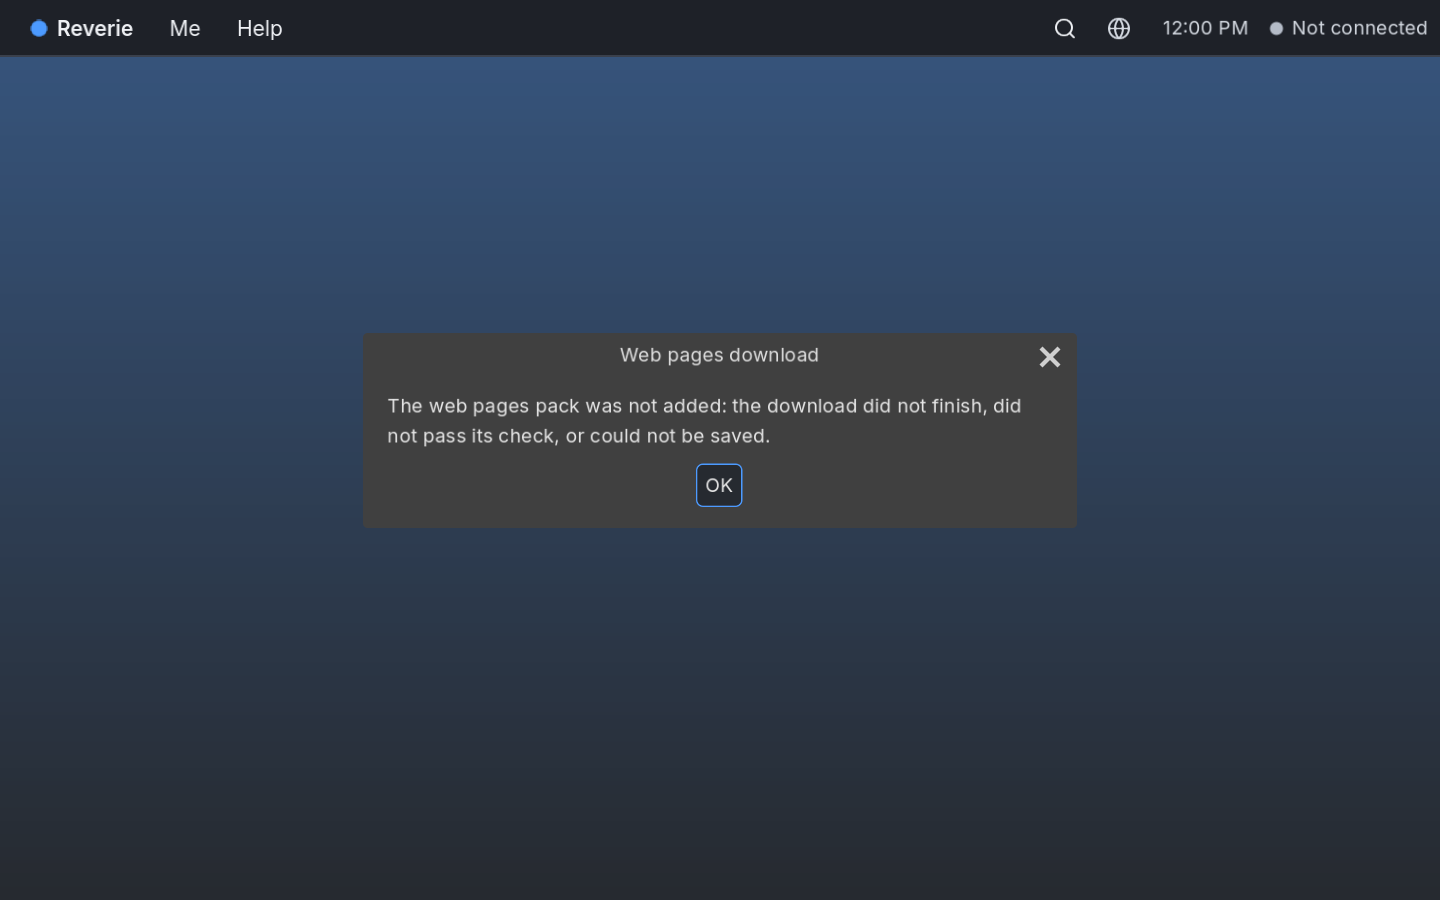 Reverie Me Help 12:00 PM Not connected
Web pages download
The web pages pack was not added: the download did not finish, did
not pass its check, or could not be saved.
OK